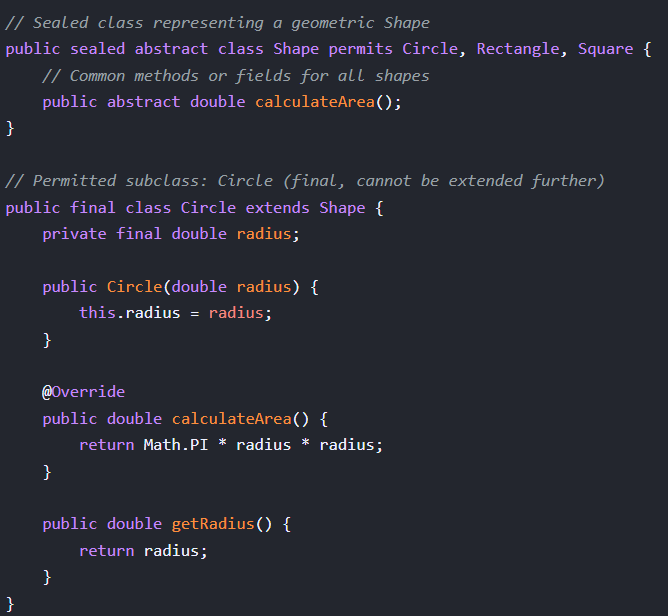 // Sealed class representing a geometric Shape
public sealed abstract class Shape permits Circle, Rectangle, Square {
    // Common methods or fields for all shapes
    public abstract double calculateArea();
}

// Permitted subclass: Circle (final, cannot be extended further)
public final class Circle extends Shape {
    private final double radius;

    public Circle(double radius) {
        this.radius = radius;
    }

    @Override
    public double calculateArea() {
        return Math.PI * radius * radius;
    }

    public double getRadius() {
        return radius;
    }
}